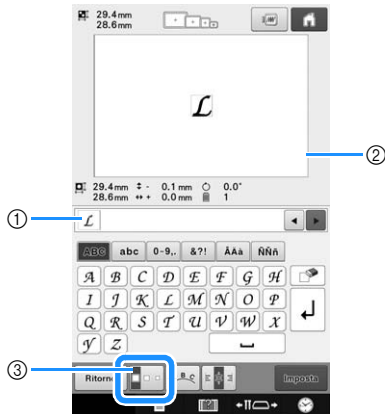 29.4mm
28.6mm
L
②
29.4mm ↕ - 0.1mm 0.0°
28.6mm ↔ + 0.0mm 1
① L
ABC abc 0-9,. &?! ÄÀà ÑÑñ
A B C D E F G H
I J K L M N O P
Q R S T U V W X
Y Z
③ Ritorno Imposta